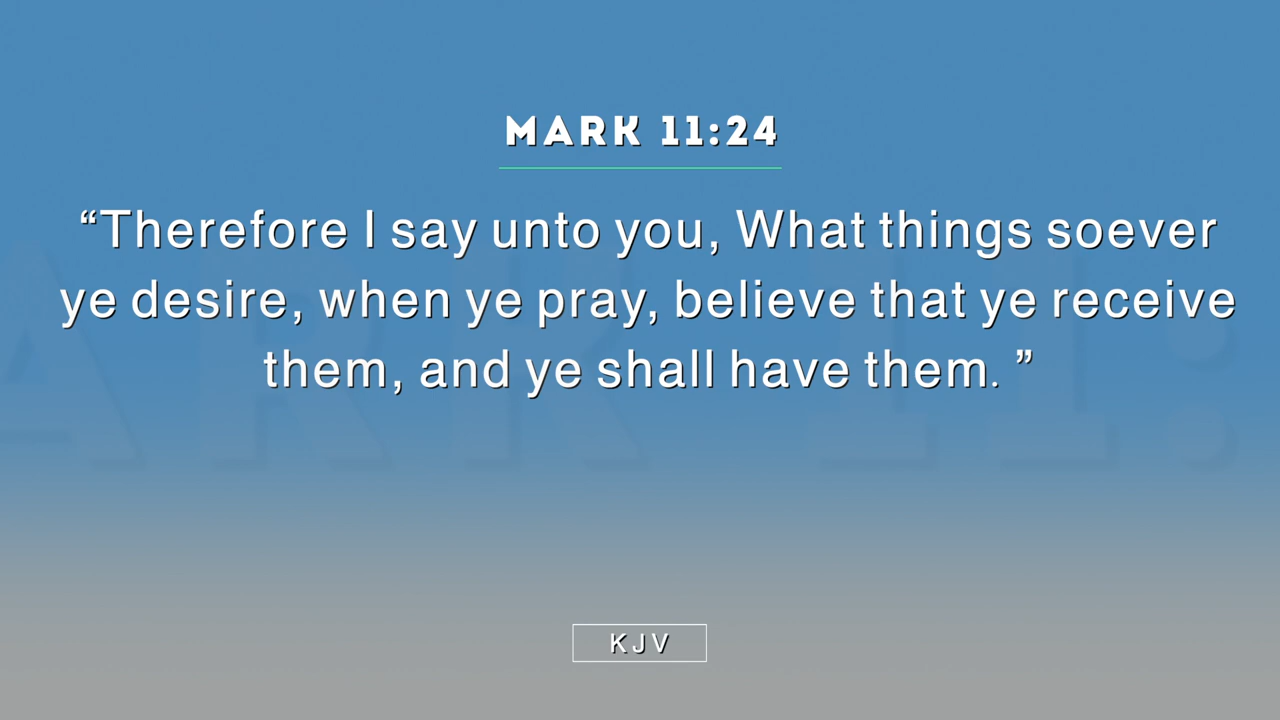 MARK 11:24
“Therefore I say unto you, What things soever
ye desire, when ye pray, believe that ye receive
them, and ye shall have them. ”
KJV